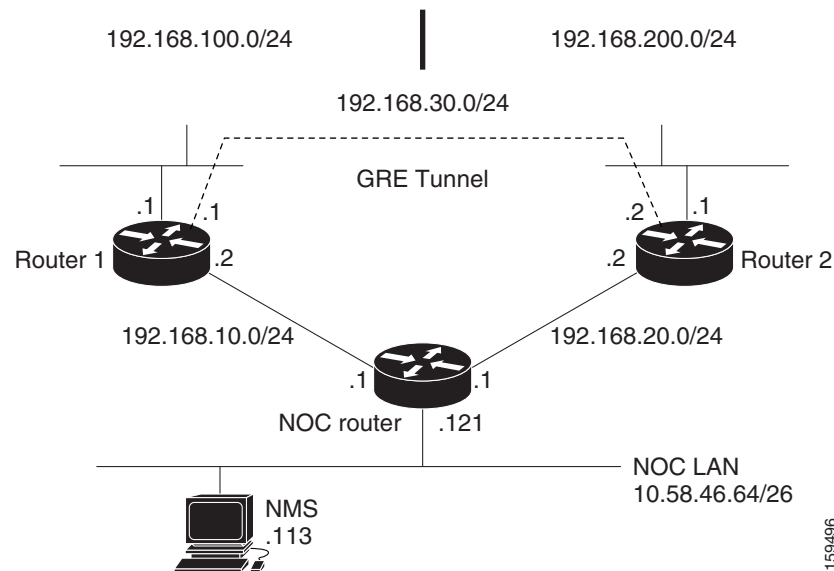 192.168.100.0/24
192.168.200.0/24
192.168.30.0/24
GRE Tunnel
.1
.1
.2
.1
Router 1
.2
.2
Router 2
192.168.10.0/24
192.168.20.0/24
.1
.1
NOC router
.121
NOC LAN
10.58.46.64/26
NMS
.113
159496